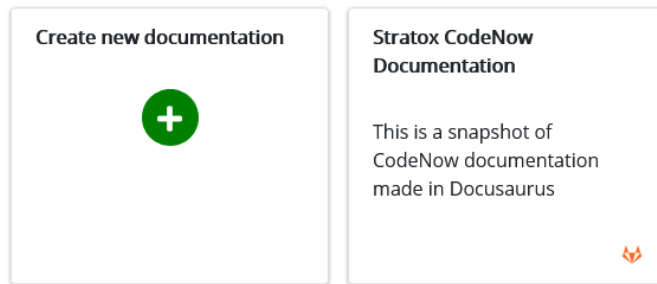 Create new documentation
Stratox CodeNow
Documentation
This is a snapshot of
CodeNow documentation
made in Docusaurus